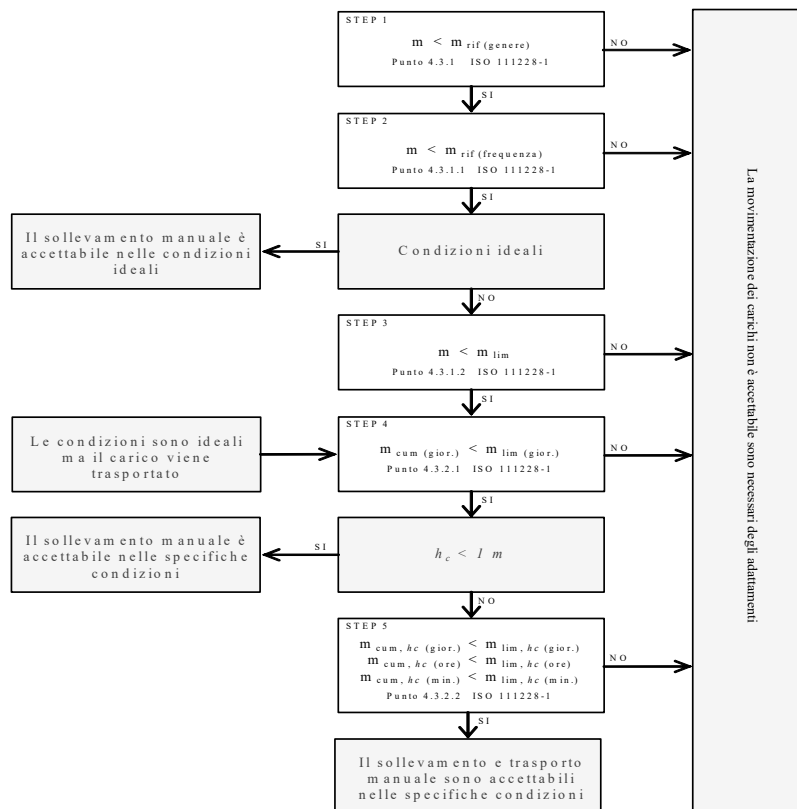 STEP 1
m < m rif (genere)
Punto 4.3.1 ISO 111228-1
NO
SI
STEP 2
m < m rif (frequenza)
Punto 4.3.1.1 ISO 111228-1
NO
SI
Il sollevamento manuale è
accettabile nelle condizioni
ideali
SI
Condizioni ideali
NO
STEP 3
m < m lim
Punto 4.3.1.2 ISO 111228-1
NO
SI
Le condizioni sono ideali
ma il carico viene
trasportato
STEP 4
m cum (gior.) < m lim (gior.)
Punto 4.3.2.1 ISO 111228-1
NO
SI
Il sollevamento manuale è
accettabile nelle specifiche
condizioni
SI
h c < 1 m
NO
STEP 5
m cum, hc (gior.) < m lim, hc (gior.)
m cum, hc (ore) < m lim, hc (ore)
m cum, hc (min.) < m lim, hc (min.)
Punto 4.3.2.2 ISO 111228-1
NO
SI
Il sollevamento e trasporto
manuale sono accettabili
nelle specifiche condizioni
La movimentazione dei carichi non è accettabile sono necessari degli adattamenti